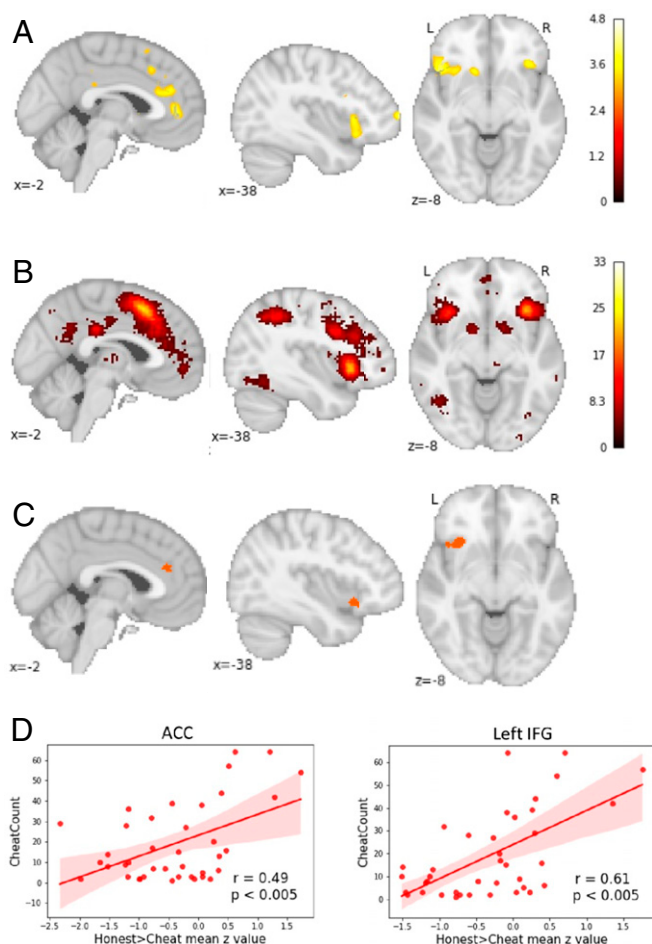 A
L R
4.8
3.6
2.4
1.2
0
x=-2 x=-38 z=-8
B
L R
33
25
17
8.3
0
x=-2 x=-38 z=-8
C
L R
x=-2 x=-38 z=-8
D
ACC
CheatCount
60
50
40
30
20
10
0
-10
r = 0.49
p < 0.005
-2.5 -2.0 -1.5 -1.0 -0.5 0.0 0.5 1.0 1.5
Honest>Cheat mean z value
Left IFG
CheatCount
60
50
40
30
20
10
0
r = 0.61
p < 0.005
-1.5 -1.0 -0.5 0.0 0.5 1.0 1.5
Honest>Cheat mean z value